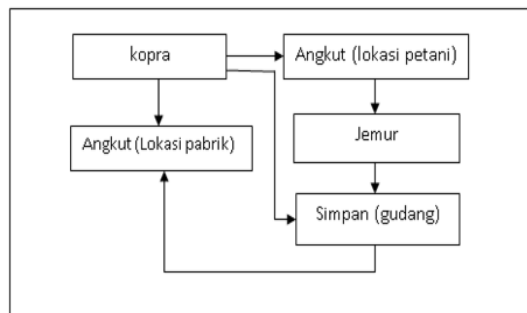 kopra
Angkut (lokasi petani)
Angkut (Lokasi pabrik)
Jemur
Simpan (gudang)